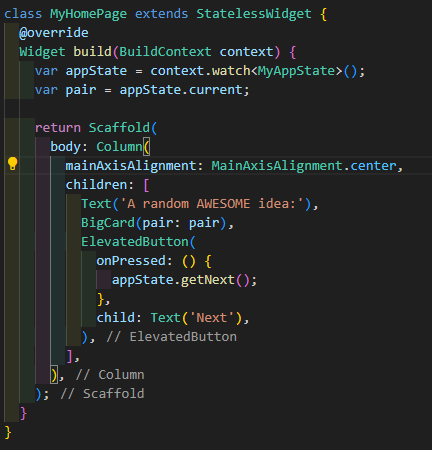 class MyHomePage extends StatelessWidget {
  @override
  Widget build(BuildContext context) {
    var appState = context.watch<MyAppState>();
    var pair = appState.current;

    return Scaffold(
      body: Column(
        mainAxisAlignment: MainAxisAlignment.center,
        children: [
          Text('A random AWESOME idea:'),
          BigCard(pair: pair),
          ElevatedButton(
            onPressed: () {
              appState.getNext();
            },
            child: Text('Next'),
          ), // ElevatedButton
        ],
      ), // Column
    ); // Scaffold
  }
}